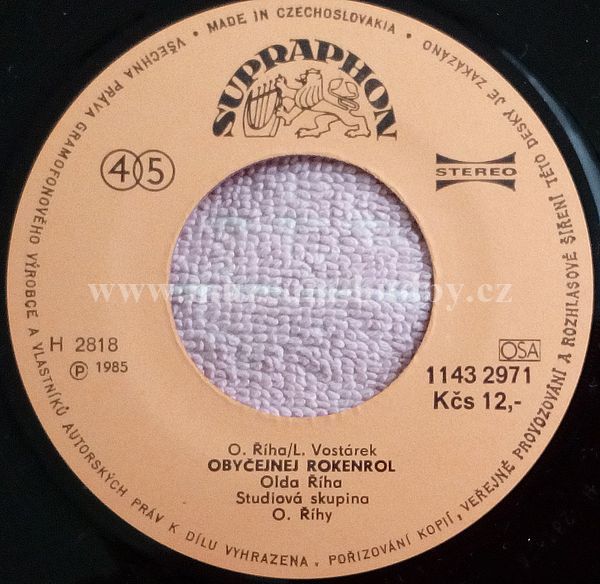 VŠECHNA PRÁVA GRAMOFONOVÉHO VÝROBCE A VLASTNÍKŮ AUTORSKÝCH PRÁV K DÍLU VYHRAZENA. POŘIZOVÁNÍ KOPIÍ, VEŘEJNÉ PROVOZOVÁNÍ A ROZHLASOVÉ ŠÍŘENÍ TÉTO DESKY JE ZAKÁZÁNO • MADE IN CZECHOSLOVAKIA •
SUPRAPHON
45
STEREO
H 2818
Ⓟ 1985
OSA
1143 2971
Kčs 12,-
O. Říha/L. Vostárek
OBYČEJNEJ ROKENROL
Olda Říha
Studiová skupina
O. Říhy